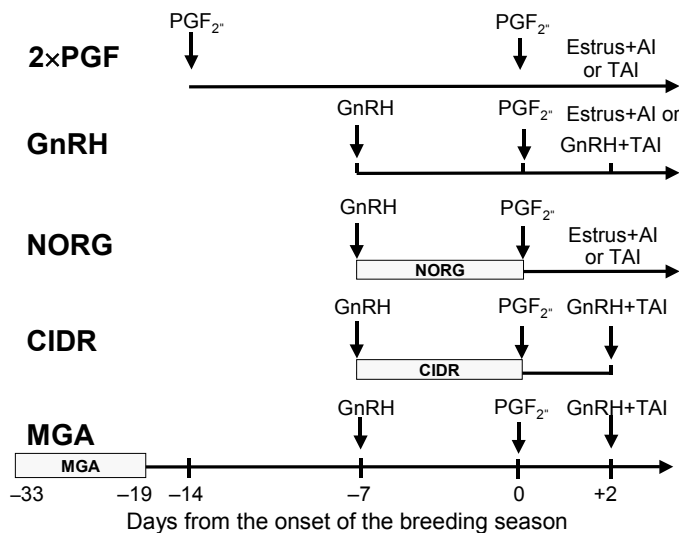 PGF2" PGF2"
2×PGF
Estrus+AI
or TAI
GnRH PGF2" Estrus+AI or
GnRH
GnRH+TAI
GnRH PGF2"
NORG
Estrus+AI
or TAI
NORG
GnRH PGF2" GnRH+TAI
CIDR
CIDR
GnRH PGF2" GnRH+TAI
MGA
MGA
–33 –19 –14 –7 0 +2
Days from the onset of the breeding season